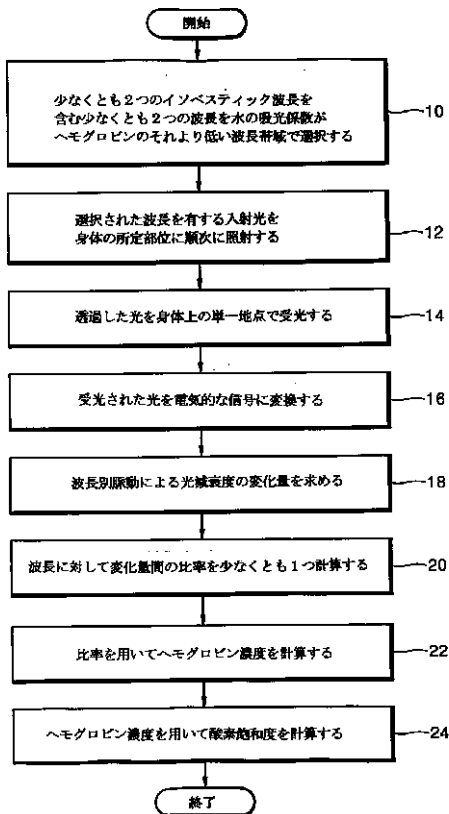 開始
少なくとも２つのイソベスティック波長を
含む少なくとも２つの波長を水の吸光係数が
ヘモグロビンのそれより低い波長帯域で選択する
10
選択された波長を有する入射光を
身体の所定部位に順次に照射する
12
透過した光を身体上の単一地点で受光する
14
受光された光を電気的な信号に変換する
16
波長別脈動による光減衰度の変化量を求める
18
波長に対して変化量間の比率を少なくとも１つ計算する
20
比率を用いてヘモグロビン濃度を計算する
22
ヘモグロビン濃度を用いて酸素飽和度を計算する
24
終了